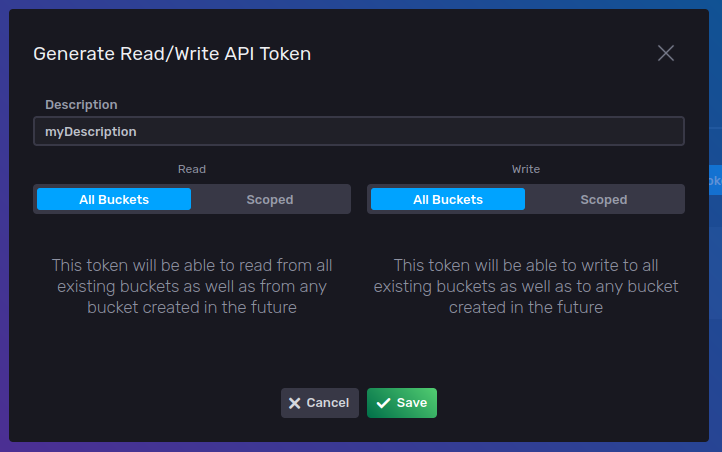 Generate Read/Write API Token
Description
myDescription
Read
All Buckets Scoped
This token will be able to read from all
existing buckets as well as from any
bucket created in the future
Write
All Buckets Scoped
This token will be able to write to all
existing buckets as well as to any bucket
created in the future
Cancel Save